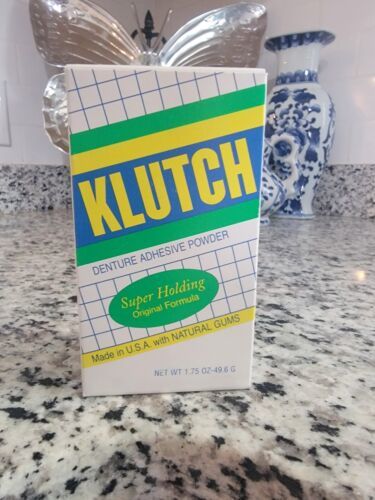 KLUTCH
DENTURE ADHESIVE POWDER
Super Holding
Original Formula
Made in U.S.A. with NATURAL GUMS
NET WT 1.75 OZ-49.6 G